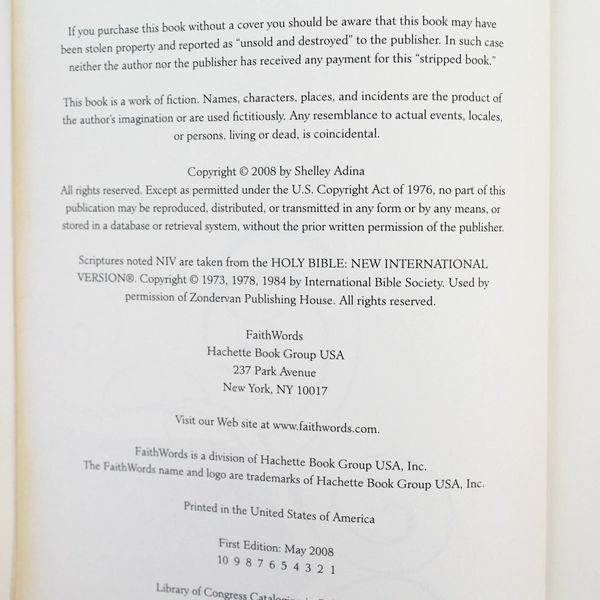 If you purchase this book without a cover you should be aware that this book may have
been stolen property and reported as “unsold and destroyed” to the publisher. In such case
neither the author nor the publisher has received any payment for this “stripped book.”
This book is a work of fiction. Names, characters, places, and incidents are the product of
the author's imagination or are used fictitiously. Any resemblance to actual events, locales,
or persons, living or dead, is coincidental.
Copyright © 2008 by Shelley Adina
All rights reserved. Except as permitted under the U.S. Copyright Act of 1976, no part of this
publication may be reproduced, distributed, or transmitted in any form or by any means, or
stored in a database or retrieval system, without the prior written permission of the publisher.
Scriptures noted NIV are taken from the HOLY BIBLE: NEW INTERNATIONAL
VERSION®. Copyright © 1973, 1978, 1984 by International Bible Society. Used by
permission of Zondervan Publishing House. All rights reserved.
FaithWords
Hachette Book Group USA
237 Park Avenue
New York, NY 10017
Visit our Web site at www.faithwords.com.
FaithWords is a division of Hachette Book Group USA, Inc.
The FaithWords name and logo are trademarks of Hachette Book Group USA, Inc.
Printed in the United States of America
First Edition: May 2008
10 9 8 7 6 5 4 3 2 1
Library of Congress